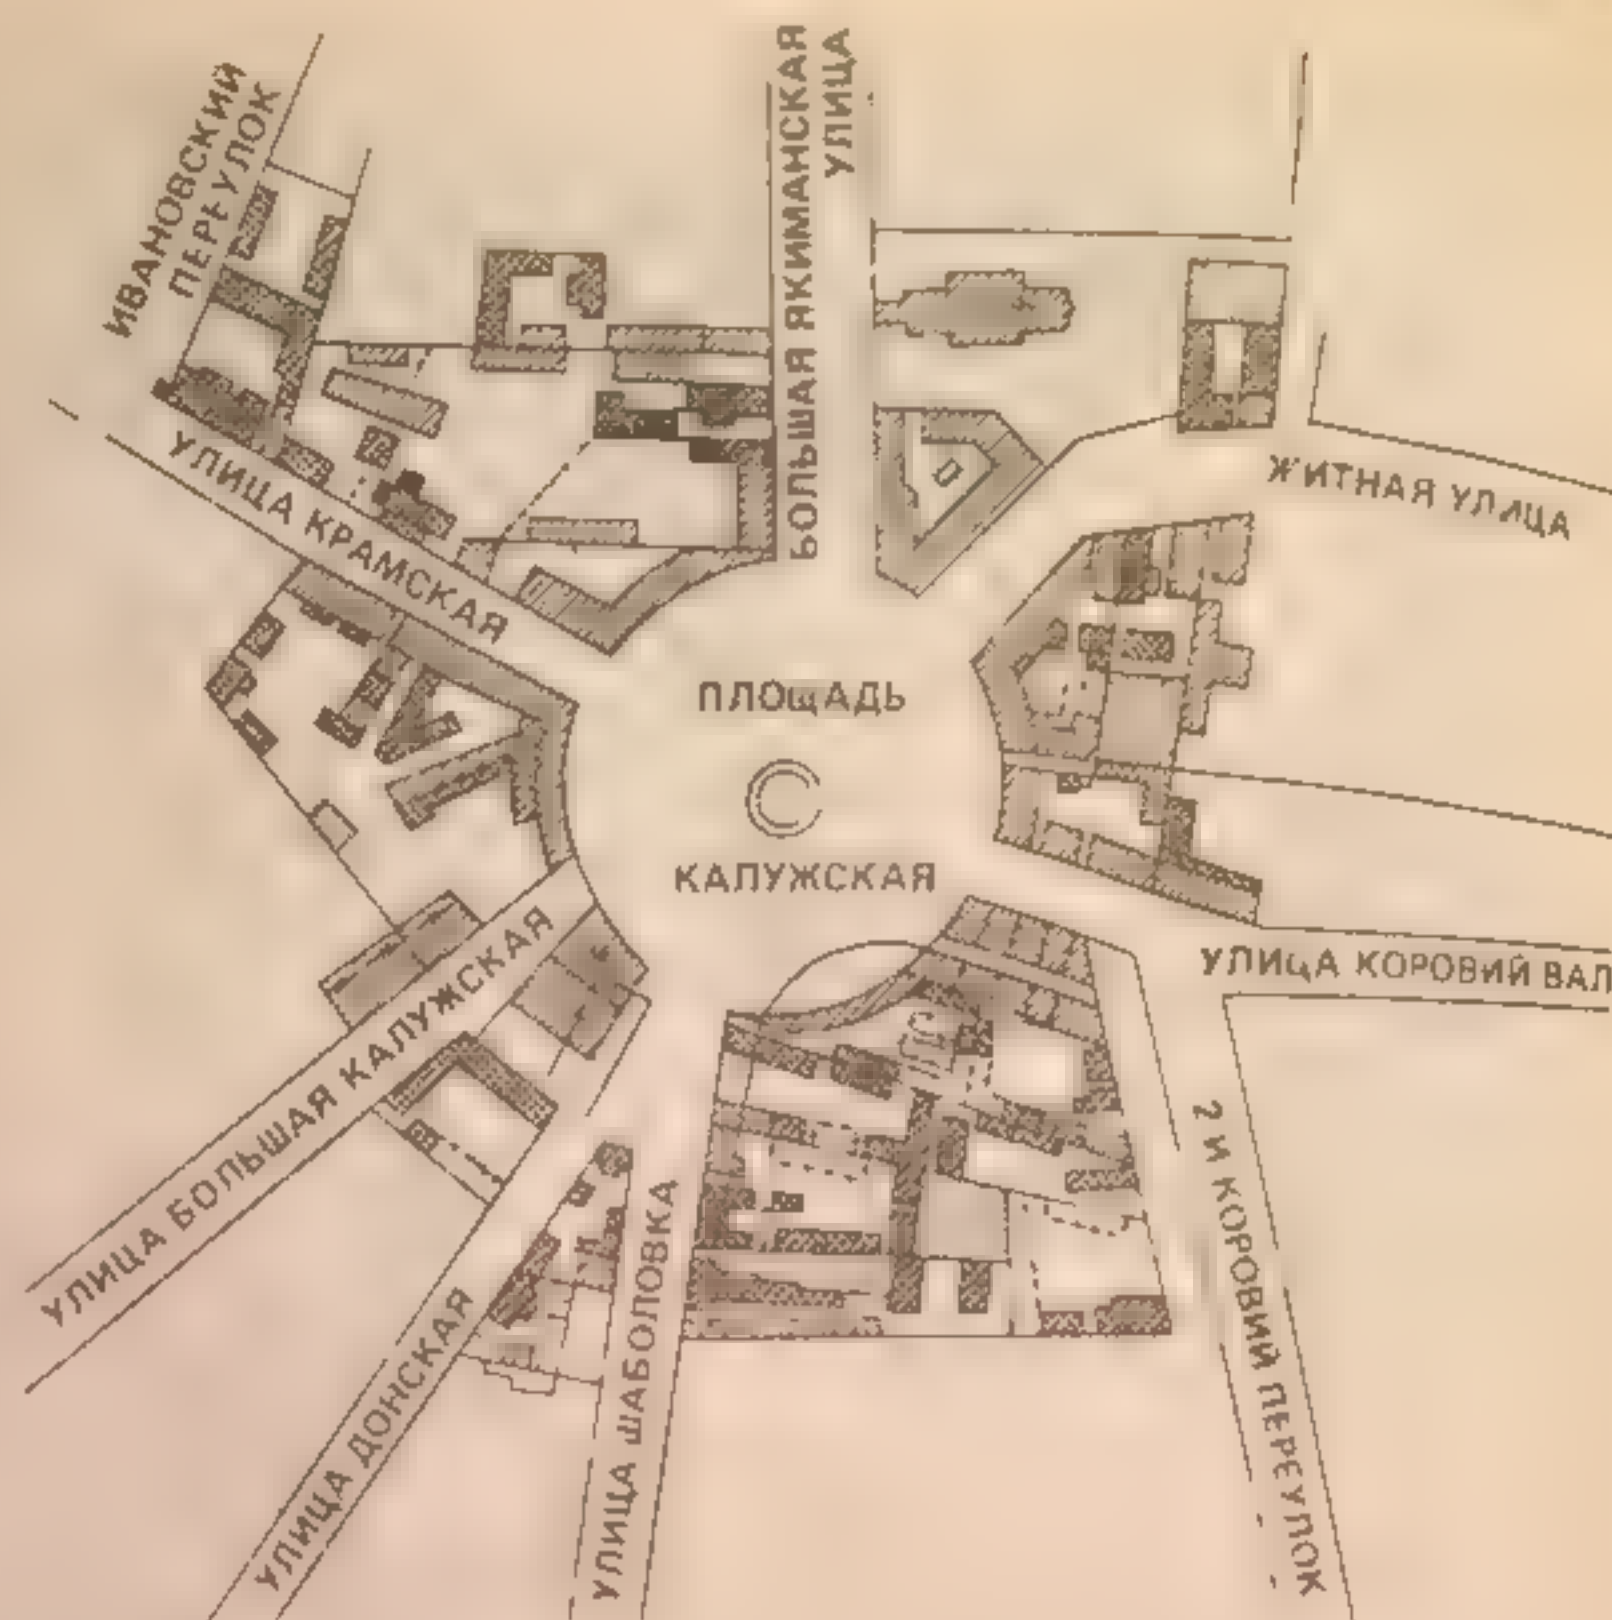 ИВАНОВСКИЙ
ПЕРЕУЛОК
БОЛЬШАЯ ЯКИМАНСКАЯ
УЛИЦА
ЖИТНАЯ УЛИЦА
УЛИЦА КРАМСКАЯ
ПЛОЩАДЬ
КАЛУЖСКАЯ
УЛИЦА КОРОВИЙ ВАЛ
УЛИЦА БОЛЬШАЯ КАЛУЖСКАЯ
УЛИЦА ДОНСКАЯ
УЛИЦА ШАБОЛОВКА
2 Й КОРОВИЙ ПЕРЕУЛОК